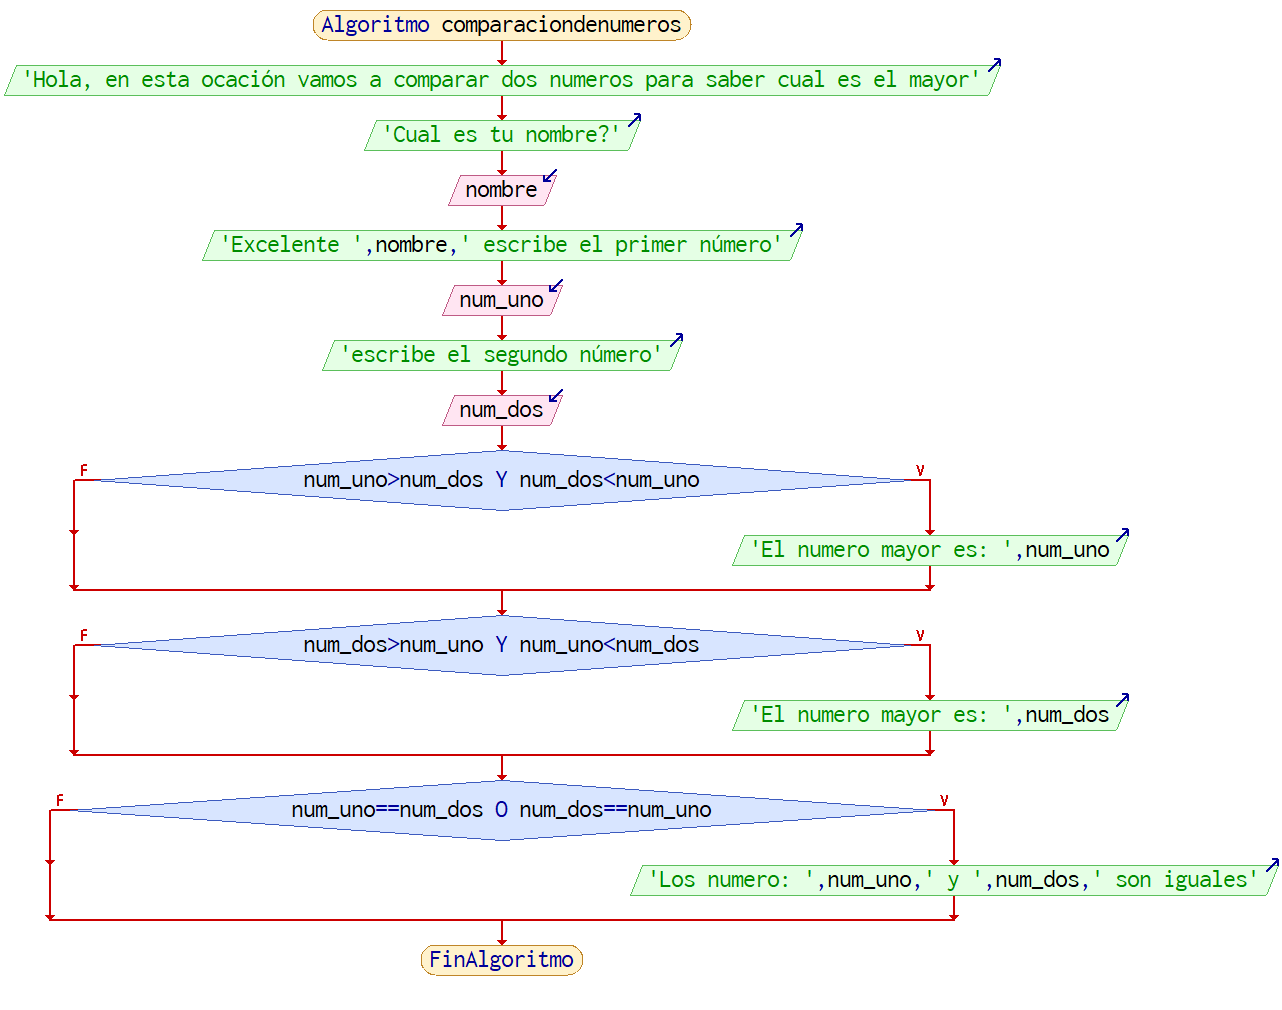 Algoritmo comparaciondenumeros
'Hola, en esta ocación vamos a comparar dos numeros para saber cual es el mayor'
'Cual es tu nombre?'
nombre
'Excelente ',nombre,' escribe el primer número'
num_uno
'escribe el segundo número'
num_dos
F
V
num_uno>num_dos Y num_dos<num_uno
'El numero mayor es: ',num_uno
F
V
num_dos>num_uno Y num_uno<num_dos
'El numero mayor es: ',num_dos
F
V
num_uno==num_dos O num_dos==num_uno
'Los numero: ',num_uno,' y ',num_dos,' son iguales'
FinAlgoritmo